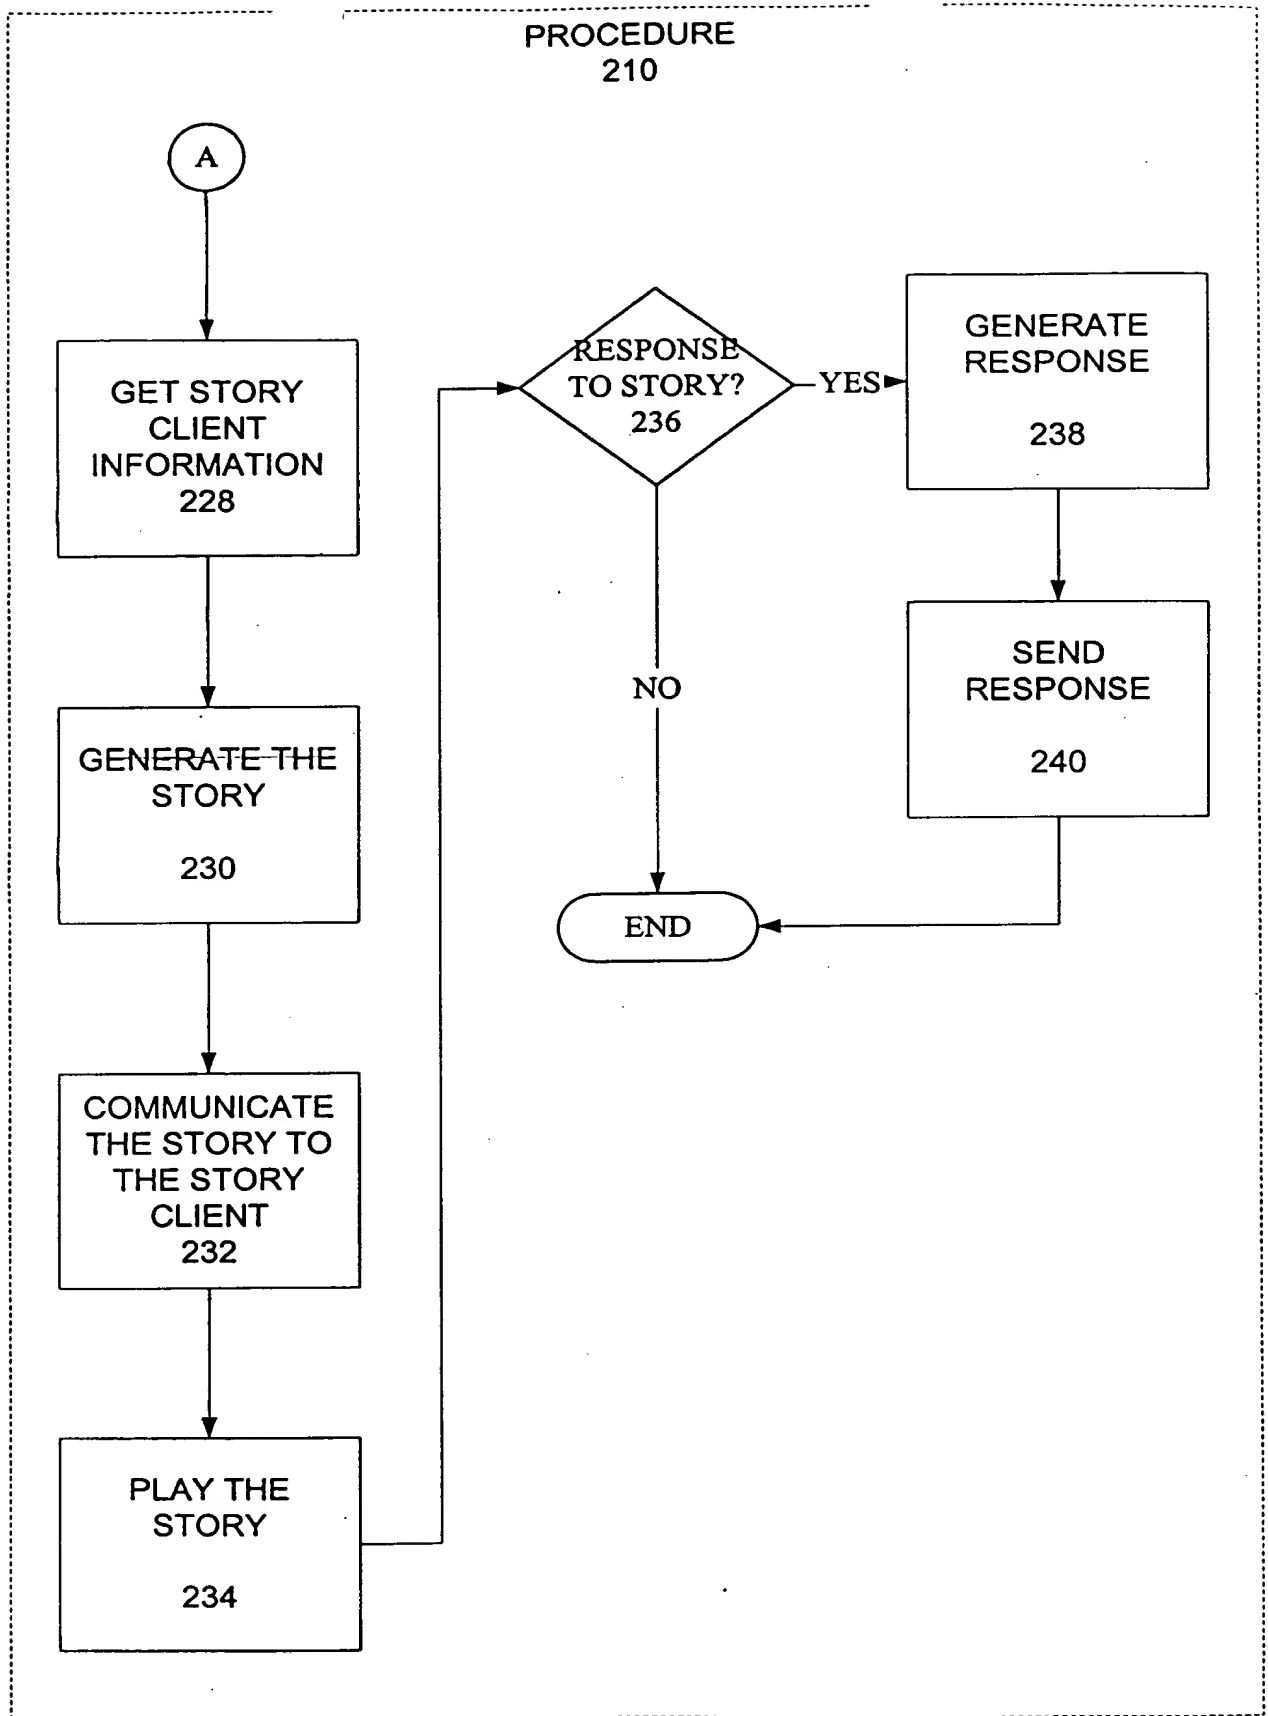 PROCEDURE
210
A
GET STORY
CLIENT
INFORMATION
228
GENERATE THE
STORY
230
COMMUNICATE
THE STORY TO
THE STORY
CLIENT
232
PLAY THE
STORY
234
RESPONSE
TO STORY?
236
YES
NO
GENERATE
RESPONSE
238
SEND
RESPONSE
240
END